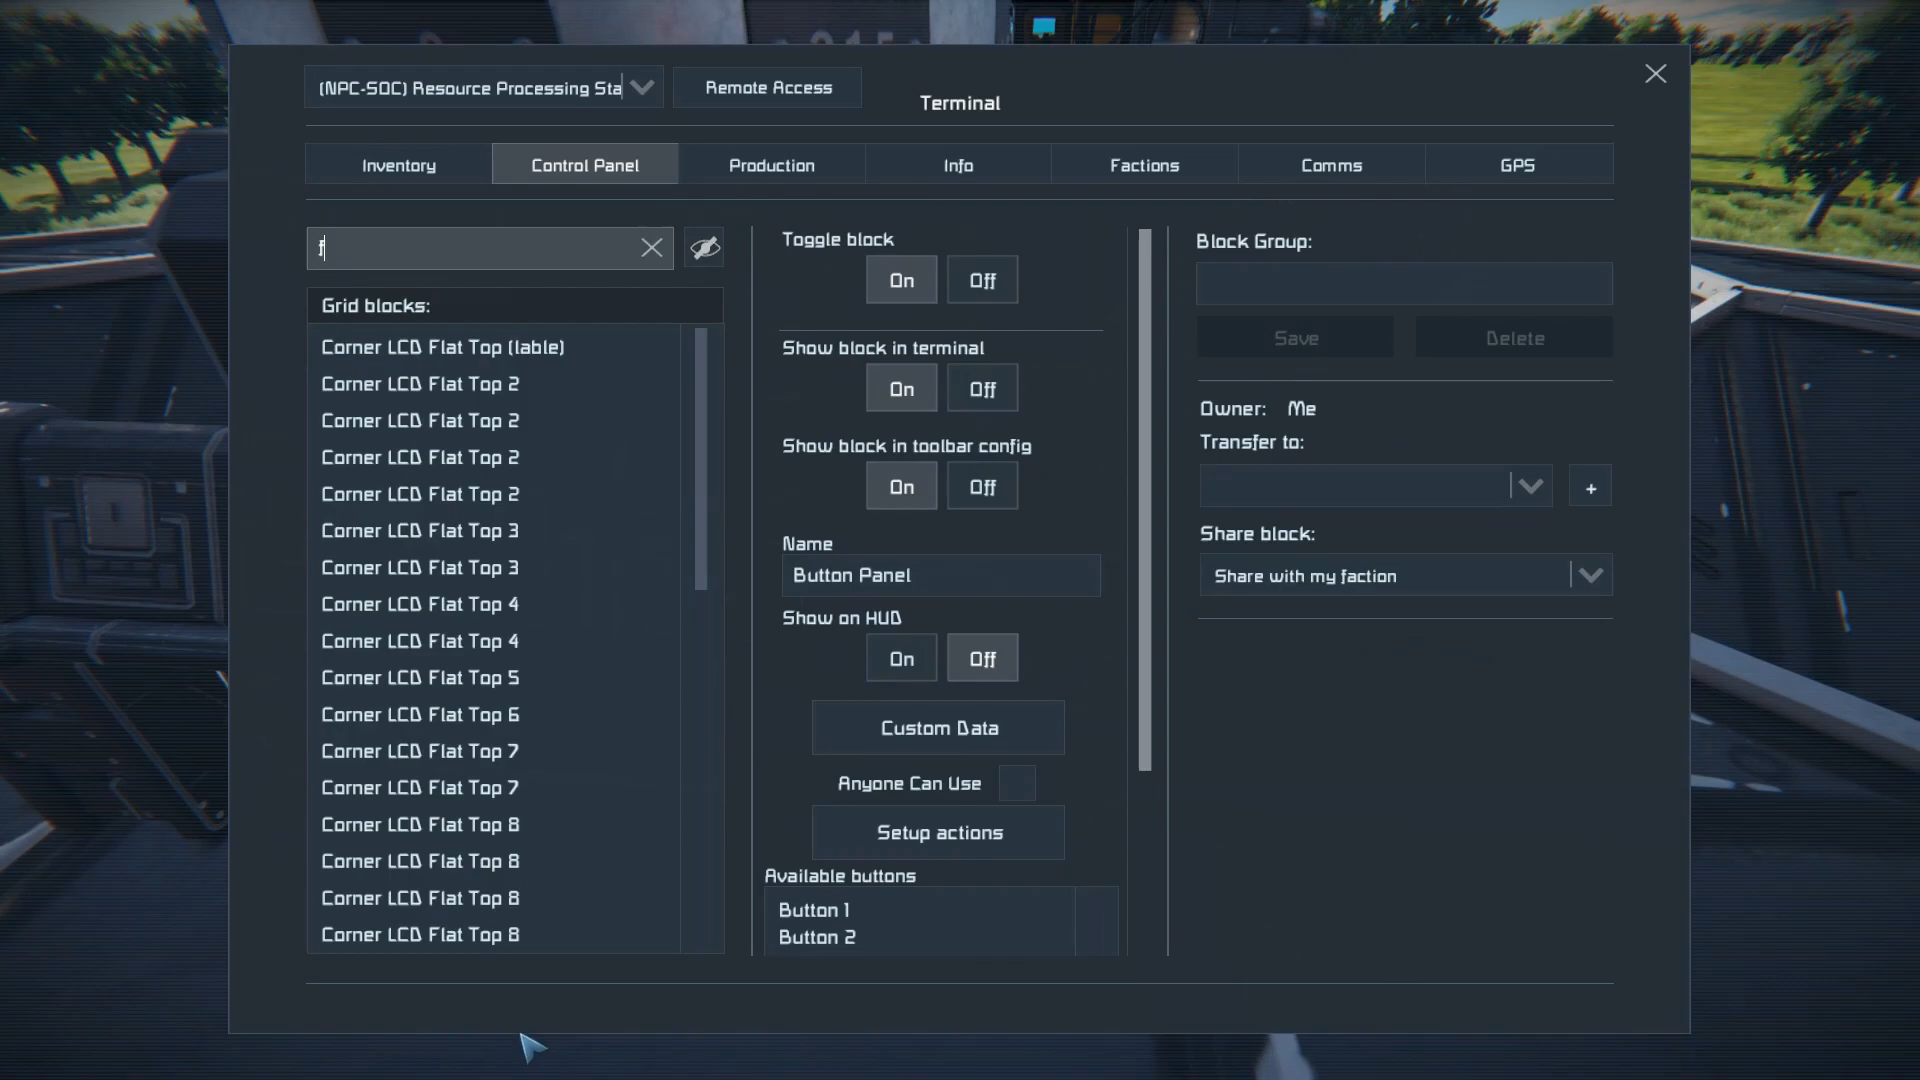 215
(NPC-SOC) Resource Processing Sta
Remote Access
Terminal
Inventory
Control Panel
Production
Info
Factions
Comms
GPS
f
Grid blocks:
Corner LCD Flat Top (lable)
Corner LCD Flat Top 2
Corner LCD Flat Top 2
Corner LCD Flat Top 2
Corner LCD Flat Top 2
Corner LCD Flat Top 3
Corner LCD Flat Top 3
Corner LCD Flat Top 4
Corner LCD Flat Top 4
Corner LCD Flat Top 5
Corner LCD Flat Top 6
Corner LCD Flat Top 7
Corner LCD Flat Top 7
Corner LCD Flat Top 8
Corner LCD Flat Top 8
Corner LCD Flat Top 8
Corner LCD Flat Top 8
Toggle block
On Off
Show block in terminal
On Off
Show block in toolbar config
On Off
Name
Button Panel
Show on HUD
On Off
Custom Data
Anyone Can Use
Setup actions
Available buttons
Button 1
Button 2
Block Group:
Save Delete
Owner: Me
Transfer to:
+
Share block:
Share with my faction